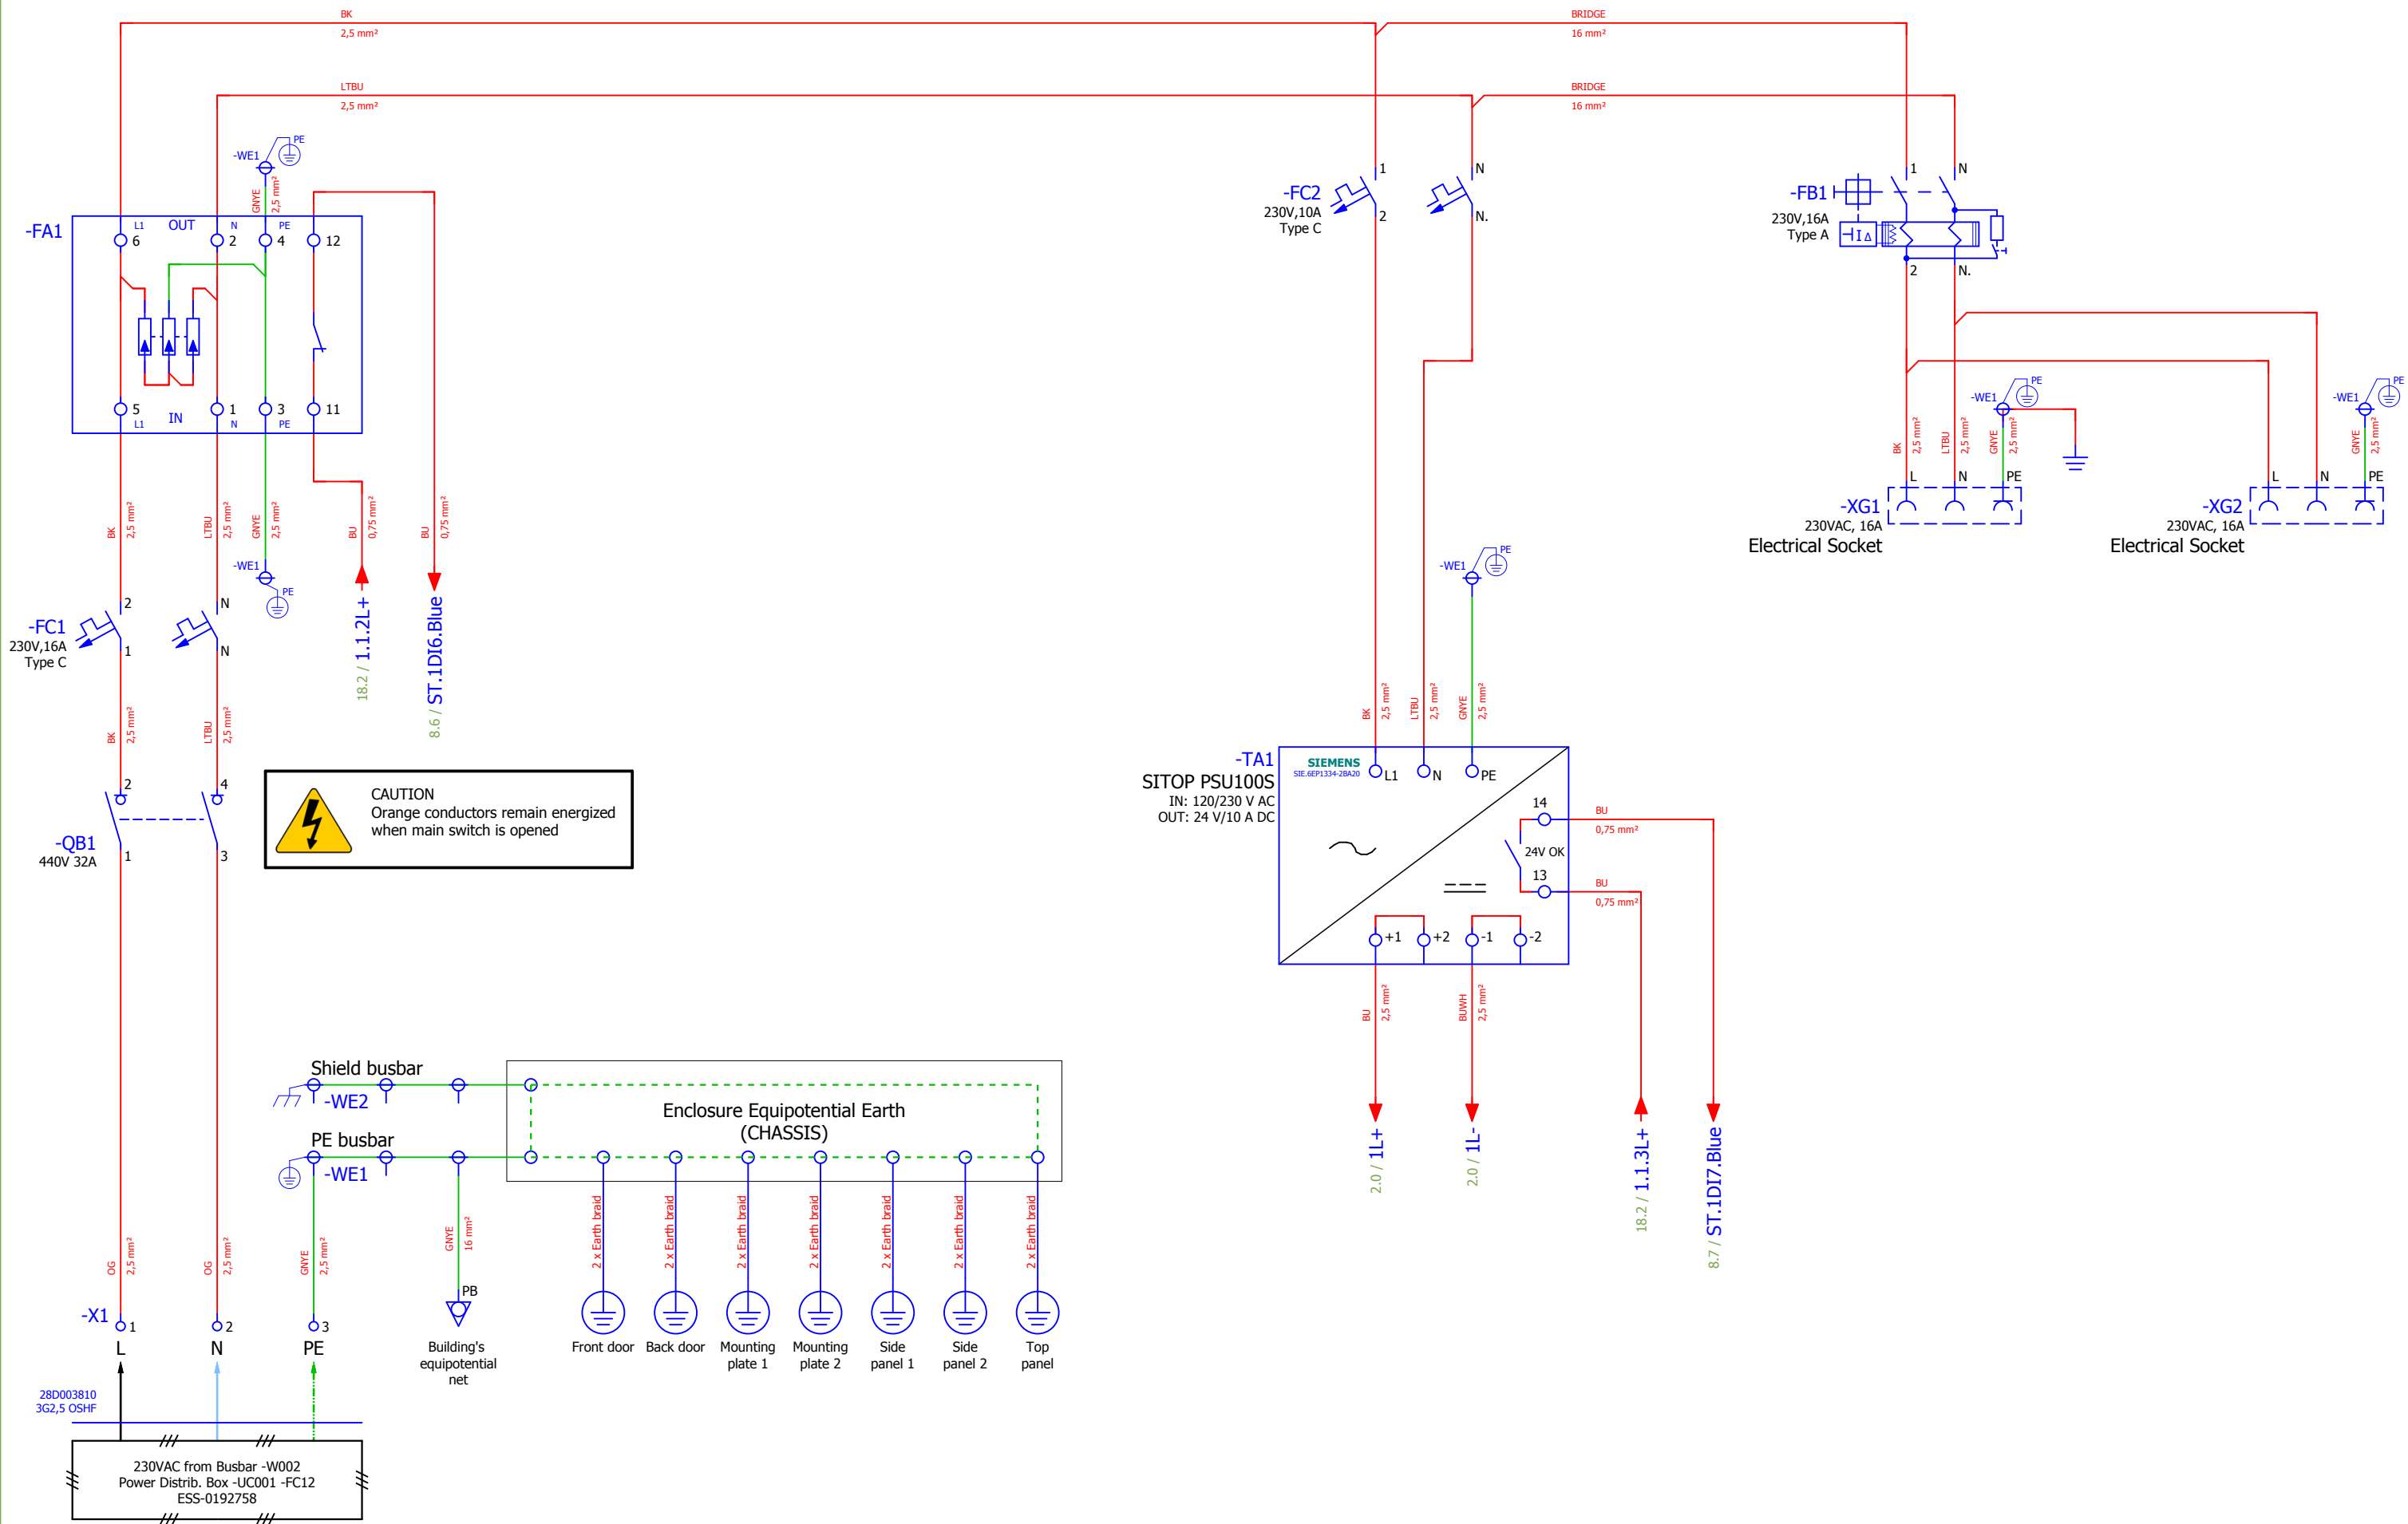 BK
2,5 mm²
BRIDGE
16 mm²
LTBU
2,5 mm²
BRIDGE
16 mm²
-WE1
PE
GNYE
2,5 mm²
-FA1
L1
OUT
N
PE
6
2
4
12
5
1
3
11
L1
IN
N
PE
-FC2
230V,10A
Type C
1
2
N
N.
-FB1
230V,16A
Type A
1
N
I Δ
2
N.
BK
2,5 mm²
LTBU
2,5 mm²
GNYE
2,5 mm²
-WE1
PE
BU
0,75 mm²
BU
0,75 mm²
18.2 / 1.1.2L+
8.6 / ST.1DI6.Blue
-WE1
PE
BK
2,5 mm²
LTBU
2,5 mm²
GNYE
2,5 mm²
L
N
PE
-XG1
230VAC, 16A
Electrical Socket
-WE1
PE
GNYE
2,5 mm²
L
N
PE
-XG2
230VAC, 16A
Electrical Socket
-FC1
230V,16A
Type C
2
1
N
N
BK
2,5 mm²
LTBU
2,5 mm²
-WE1
PE
BK
2,5 mm²
LTBU
2,5 mm²
GNYE
2,5 mm²
-QB1
440V 32A
2
1
4
3
CAUTION
Orange conductors remain energized
when main switch is opened
-TA1
SITOP PSU100S
IN: 120/230 V AC
OUT: 24 V/10 A DC
SIEMENS
SIE.6EP1334-2BA20
L1
N
PE
14
24V OK
13
+1
+2
-1
-2
BU
0,75 mm²
BU
0,75 mm²
BU
2,5 mm²
BUWH
2,5 mm²
2.0 / 1L+
2.0 / 1L-
18.2 / 1.1.3L+
8.7 / ST.1DI7.Blue
Shield busbar
-WE2
PE busbar
-WE1
Enclosure Equipotential Earth
(CHASSIS)
OG
2,5 mm²
OG
2,5 mm²
GNYE
2,5 mm²
GNYE
16 mm²
2 x Earth braid
2 x Earth braid
2 x Earth braid
2 x Earth braid
2 x Earth braid
2 x Earth braid
2 x Earth braid
PB
Building's
equipotential
net
Front door
Back door
Mounting
plate 1
Mounting
plate 2
Side
panel 1
Side
panel 2
Top
panel
-X1
1
2
3
L
N
PE
28D003810
3G2,5 OSHF
230VAC from Busbar -W002
Power Distrib. Box -UC001 -FC12
ESS-0192758